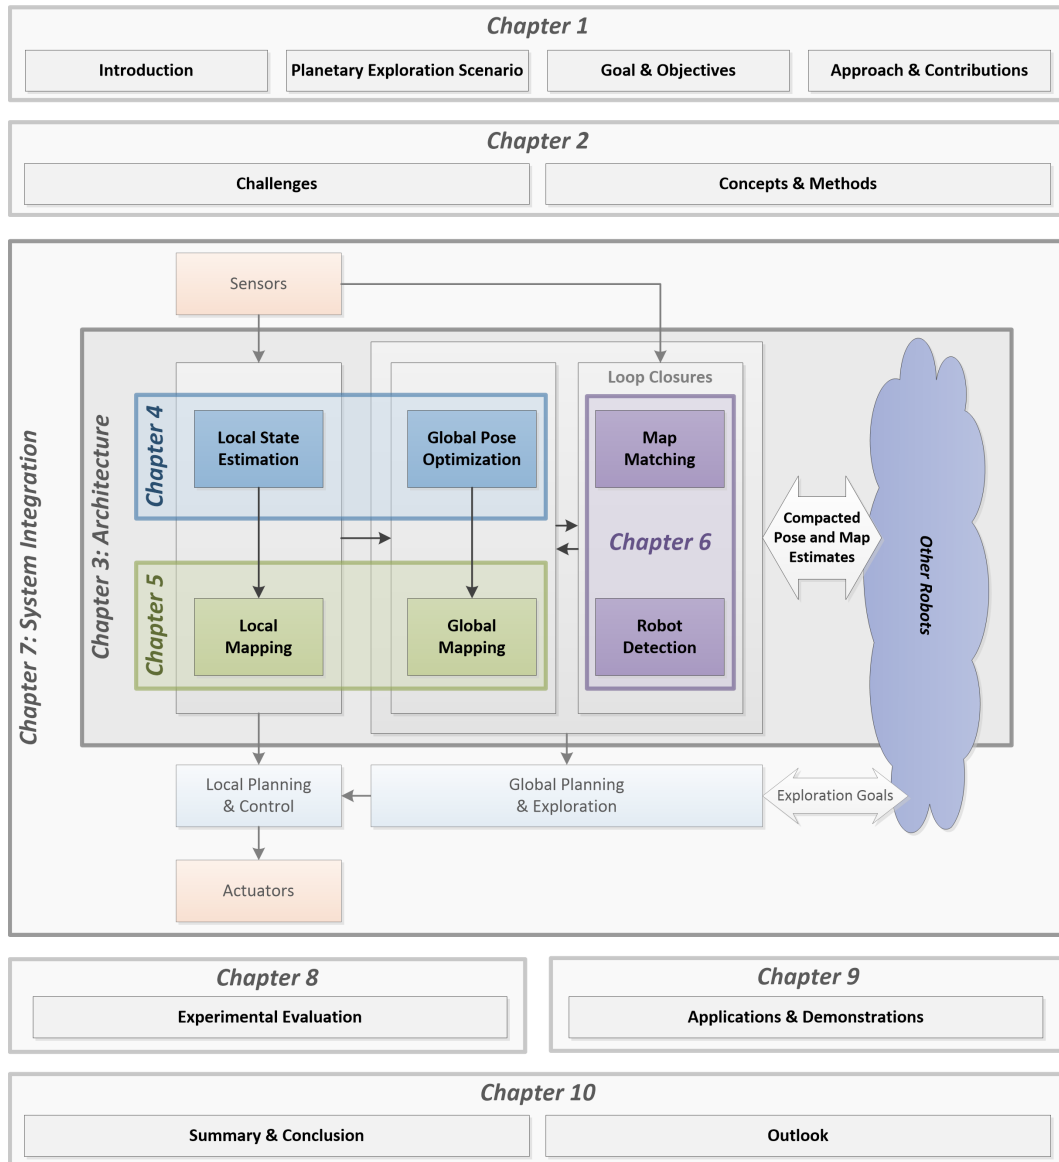 Chapter 1
Introduction
Planetary Exploration Scenario
Goal & Objectives
Approach & Contributions
Chapter 2
Challenges
Concepts & Methods
Chapter 7: System Integration
Sensors
Chapter 3: Architecture
Loop Closures
Chapter 4
Local State
Estimation
Global Pose
Optimization
Map
Matching
Chapter 6
Chapter 5
Local
Mapping
Global
Mapping
Robot
Detection
Compacted
Pose and Map
Estimates
Other Robots
Local Planning
& Control
Global Planning
& Exploration
Exploration Goals
Actuators
Chapter 8
Experimental Evaluation
Chapter 9
Applications & Demonstrations
Chapter 10
Summary & Conclusion
Outlook